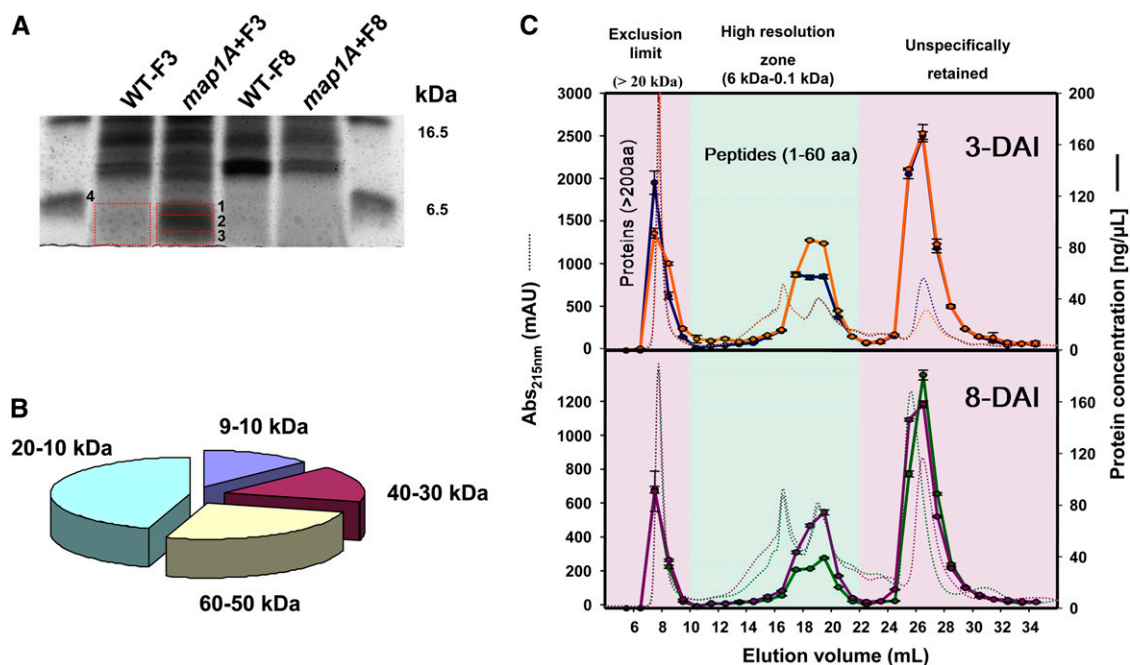 A
WT-F3
map1A+F3
WT-F8
map1A+F8
kDa
16.5
6.5
4
1
2
3
B
9-10 kDa
20-10 kDa
40-30 kDa
60-50 kDa
C
Exclusion
limit
(> 20 kDa)
High resolution
zone
(6 kDa-0.1 kDa)
Unspecifically
retained
3000
2500
2000
1500
1000
500
0
200
160
120
80
40
0
3-DAI
Proteins (>200aa)
Peptides (1-60 aa)
Abs215nm (mAU)
Protein concentration [ng/µL]
1200
1000
800
600
400
200
0
160
120
80
40
0
8-DAI
6 8 10 12 14 16 18 20 22 24 26 28 30 32 34
Elution volume (mL)